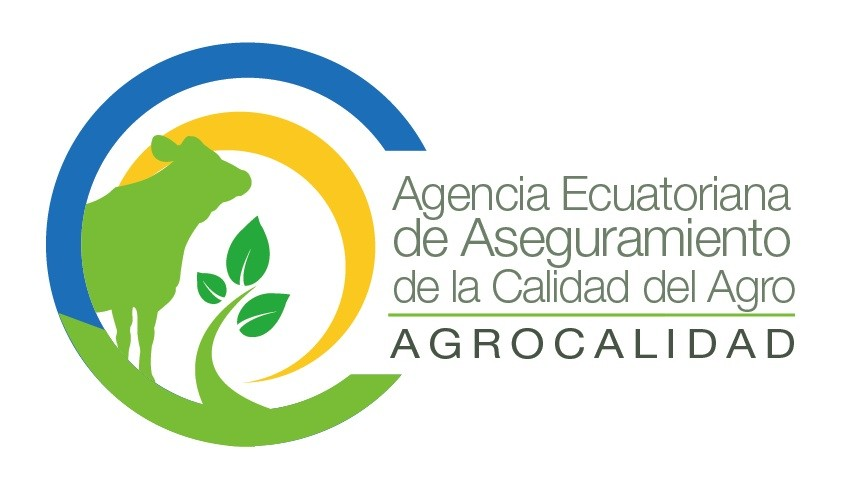 Agencia Ecuatoriana
de Aseguramiento
de la Calidad del Agro
AGROCALIDAD